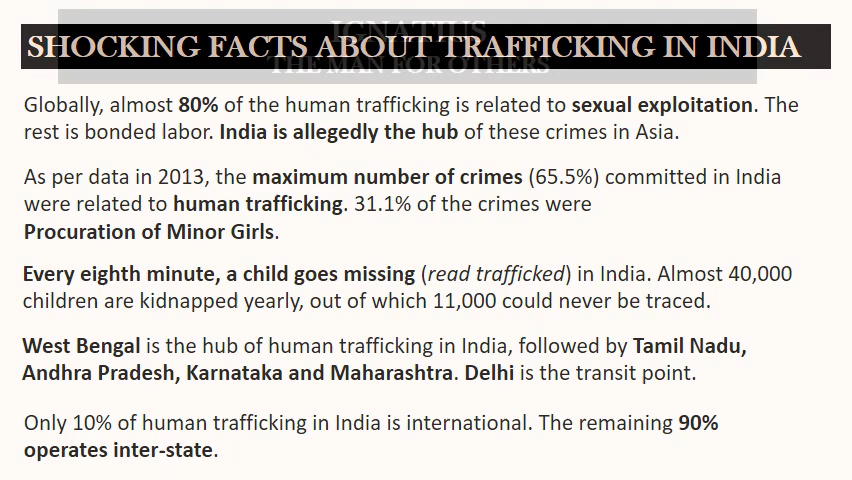 IGNATIUS
SHOCKING FACTS ABOUT TRAFFICKING IN INDIA
THE MAN FOR OTHERS
Globally, almost 80% of the human trafficking is related to sexual exploitation. The
rest is bonded labor. India is allegedly the hub of these crimes in Asia.
As per data in 2013, the maximum number of crimes (65.5%) committed in India
were related to human trafficking. 31.1% of the crimes were
Procuration of Minor Girls.
Every eighth minute, a child goes missing (read trafficked) in India. Almost 40,000
children are kidnapped yearly, out of which 11,000 could never be traced.
West Bengal is the hub of human trafficking in India, followed by Tamil Nadu,
Andhra Pradesh, Karnataka and Maharashtra. Delhi is the transit point.
Only 10% of human trafficking in India is international. The remaining 90%
operates inter-state.